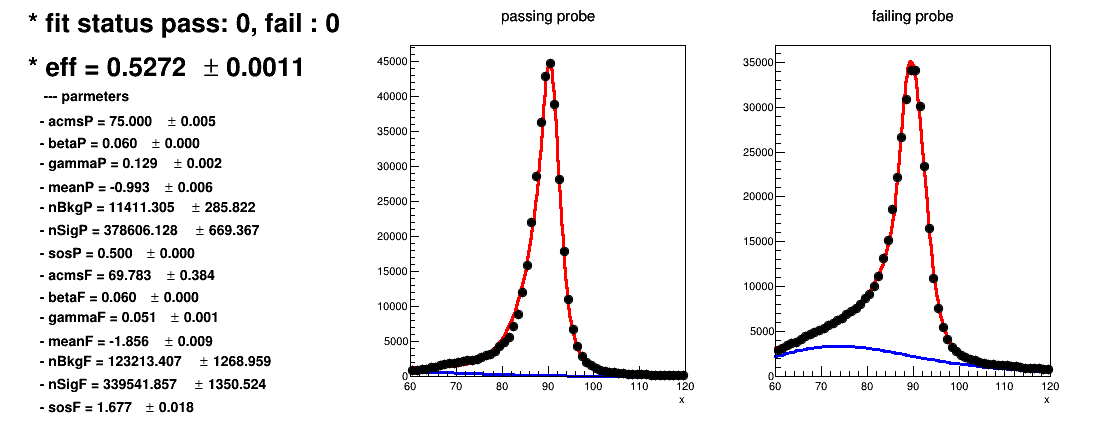 * fit status pass: 0, fail : 0
* eff = 0.5272 ± 0.0011
--- parmeters
- acmsP = 75.000 ± 0.005
- betaP = 0.060 ± 0.000
- gammaP = 0.129 ± 0.002
- meanP = -0.993 ± 0.006
- nBkgP = 11411.305 ± 285.822
- nSigP = 378606.128 ± 669.367
- sosP = 0.500 ± 0.000
- acmsF = 69.783 ± 0.384
- betaF = 0.060 ± 0.000
- gammaF = 0.051 ± 0.001
- meanF = -1.856 ± 0.009
- nBkgF = 123213.407 ± 1268.959
- nSigF = 339541.857 ± 1350.524
- sosF = 1.677 ± 0.018
passing probe
45000
40000
35000
30000
25000
20000
15000
10000
5000
0
60 70 80 90 100 110 120
x
failing probe
35000
30000
25000
20000
15000
10000
5000
0
60 70 80 90 100 110 120
x